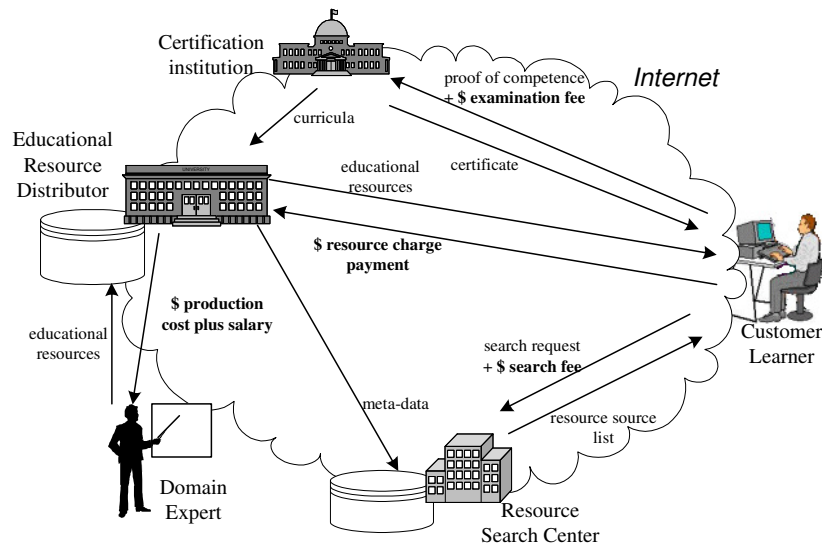 Certification
institution
proof of competence
+ $ examination fee
Internet
curricula
Educational
Resource
Distributor
UNIVERSITY
educational
resources
certificate
$ resource charge
payment
$ production
cost plus salary
educational
resources
Customer
Learner
search request
+ $ search fee
meta-data
resource source
list
Domain
Expert
Resource
Search Center